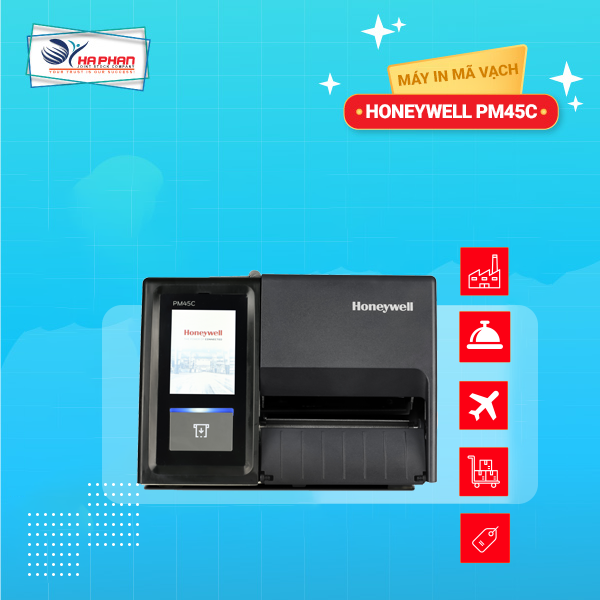 HA PHAN
JOINT STOCK COMPANY
YOUR TRUST IS OUR SUCCESS!
MÁY IN MÃ VẠCH
HONEYWELL PM45C
PM45C
Honeywell
Honeywell